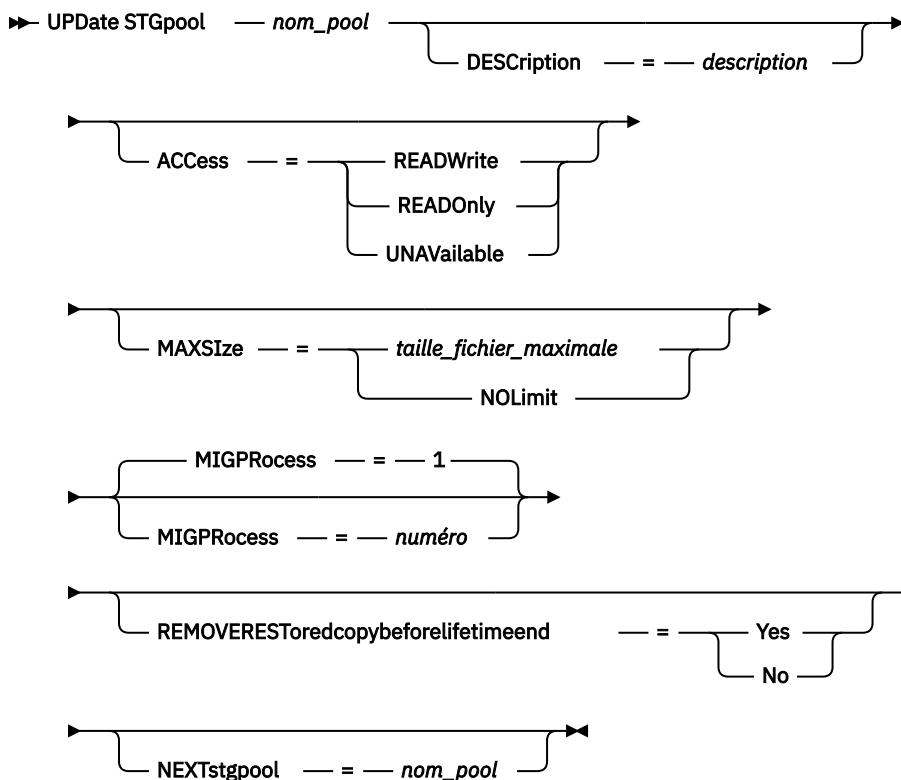 UPDate STGpool — nom_pool
DESCription — = — description
ACCess — = — READWrite
READOnly
UNAVailable
MAXSIze — = — taille_fichier_maximale
NOLimit
MIGPRocess — = — 1
MIGPRocess — = — numéro
REMOVERESToredcopybeforelifetimeend — = — Yes
No
NEXTstgpool — = — nom_pool